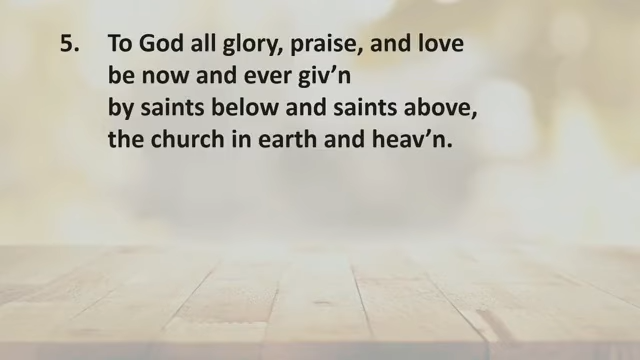 5. To God all glory, praise, and love
be now and ever giv’n
by saints below and saints above,
the church in earth and heav’n.